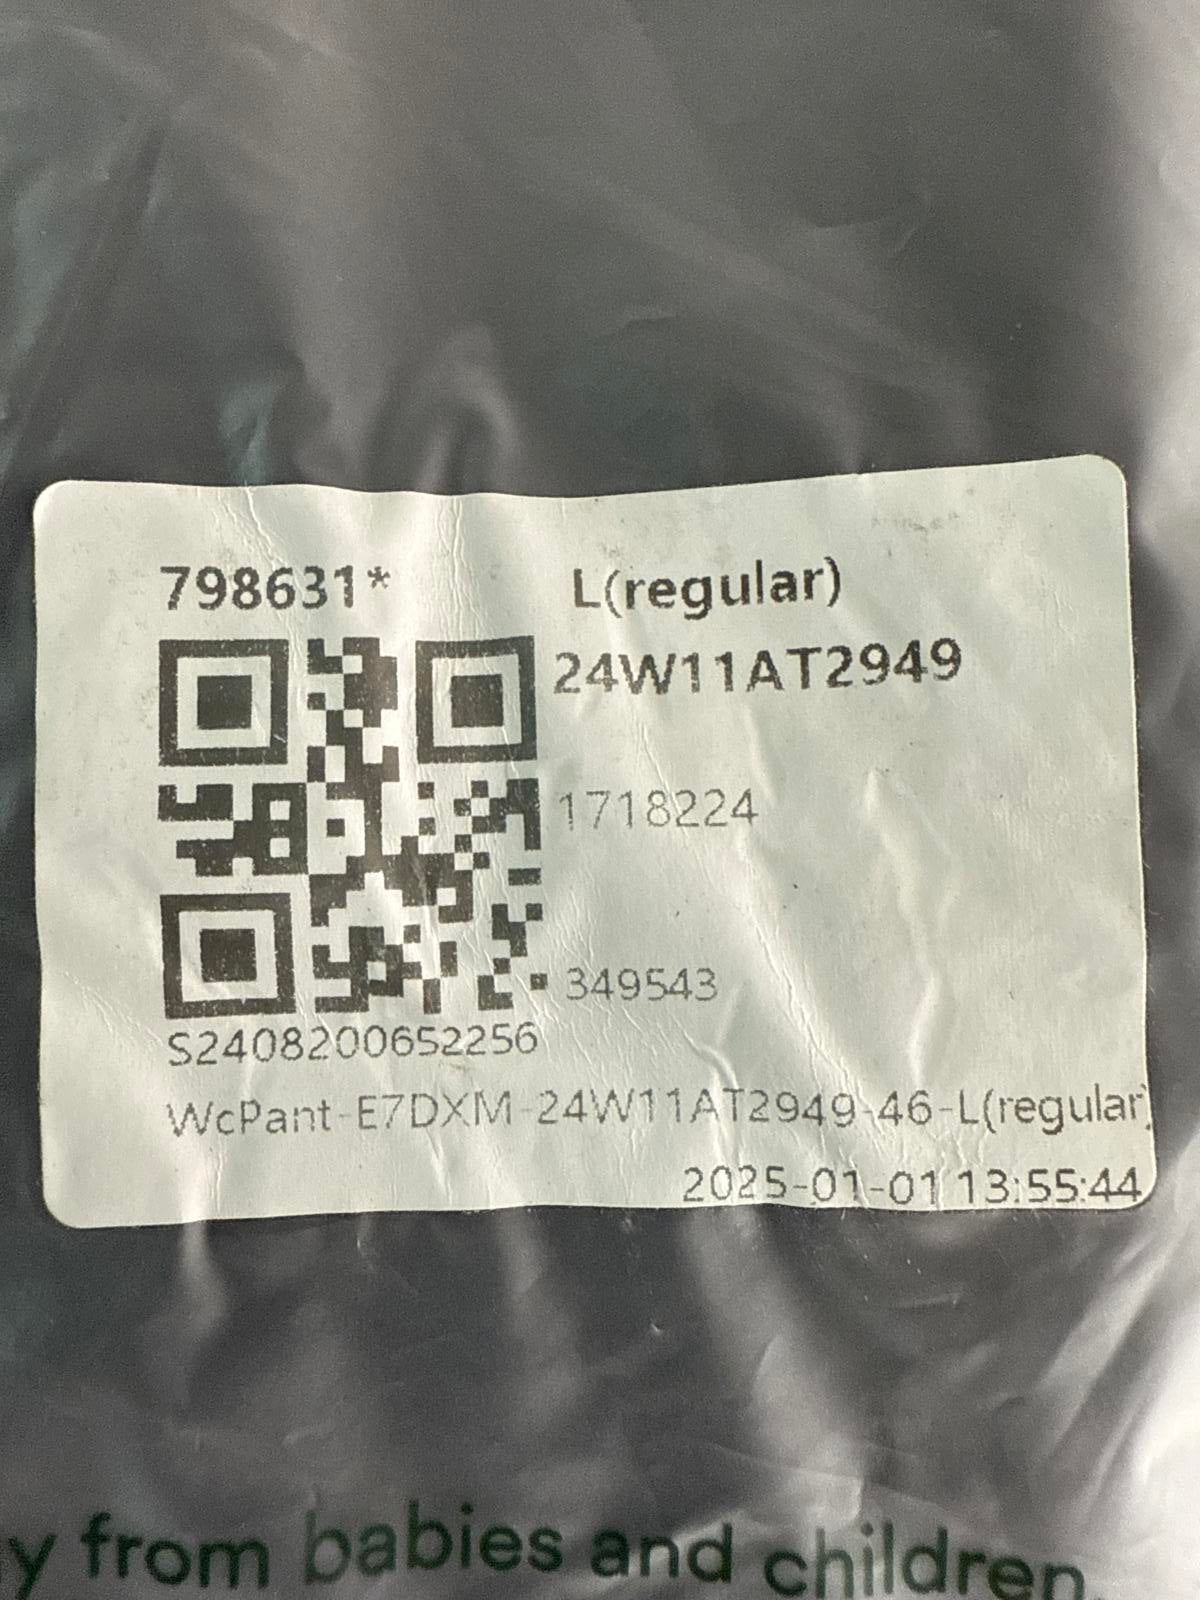 798631* L(regular)
24W11AT2949
1718224
349543
S2408200652256
WcPant-E7DXM-24W11AT2949-46-L(regular)
2025-01-01 13:55:44
y from babies and children.